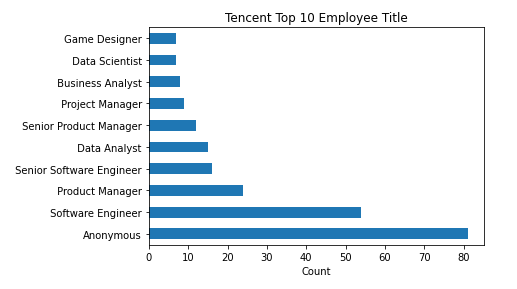 Tencent Top 10 Employee Title
Game Designer
Data Scientist
Business Analyst
Project Manager
Senior Product Manager
Data Analyst
Senior Software Engineer
Product Manager
Software Engineer
Anonymous
0 10 20 30 40 50 60 70 80
Count